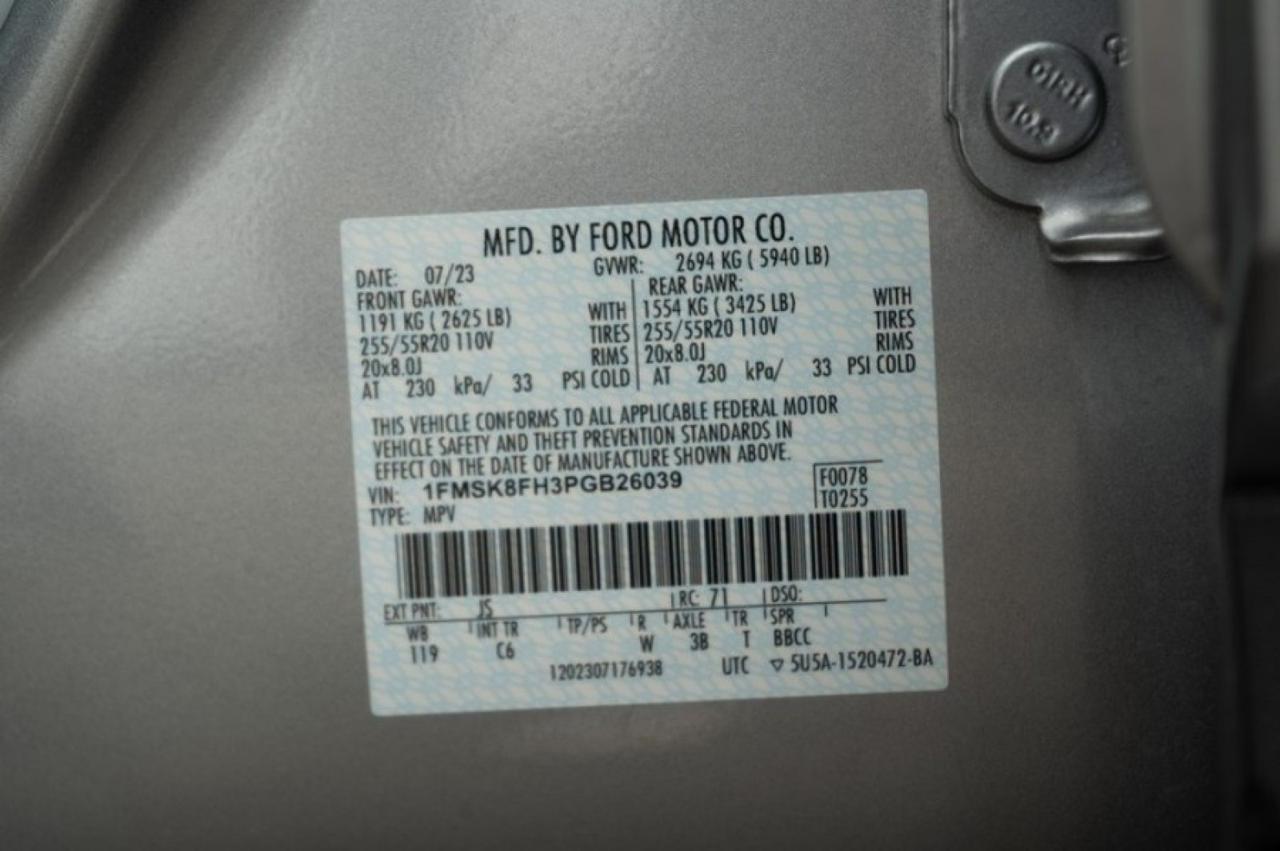 MFD. BY FORD MOTOR CO.
DATE: 07/23 GVWR: 2694 KG ( 5940 LB)
FRONT GAWR: REAR GAWR:
1191 KG ( 2625 LB) WITH 1554 KG ( 3425 LB) WITH
255/55R20 110V TIRES 255/55R20 110V TIRES
20x8.0J RIMS 20x8.0J RIMS
AT 230 kPa/ 33 PSI COLD AT 230 kPa/ 33 PSI COLD
THIS VEHICLE CONFORMS TO ALL APPLICABLE FEDERAL MOTOR
VEHICLE SAFETY AND THEFT PREVENTION STANDARDS IN
EFFECT ON THE DATE OF MANUFACTURE SHOWN ABOVE.
VIN: 1FMSK8FH3PGB26039 F0078
TYPE: MPV T0255
EXT PNT: JS RC: 71 DSO:
WB INT TR TP/PS R AXLE TR SPR
119 C6 W 3B T BBCC
1202307176938 UTC ▽ 5U5A-1520472-BA
10.9